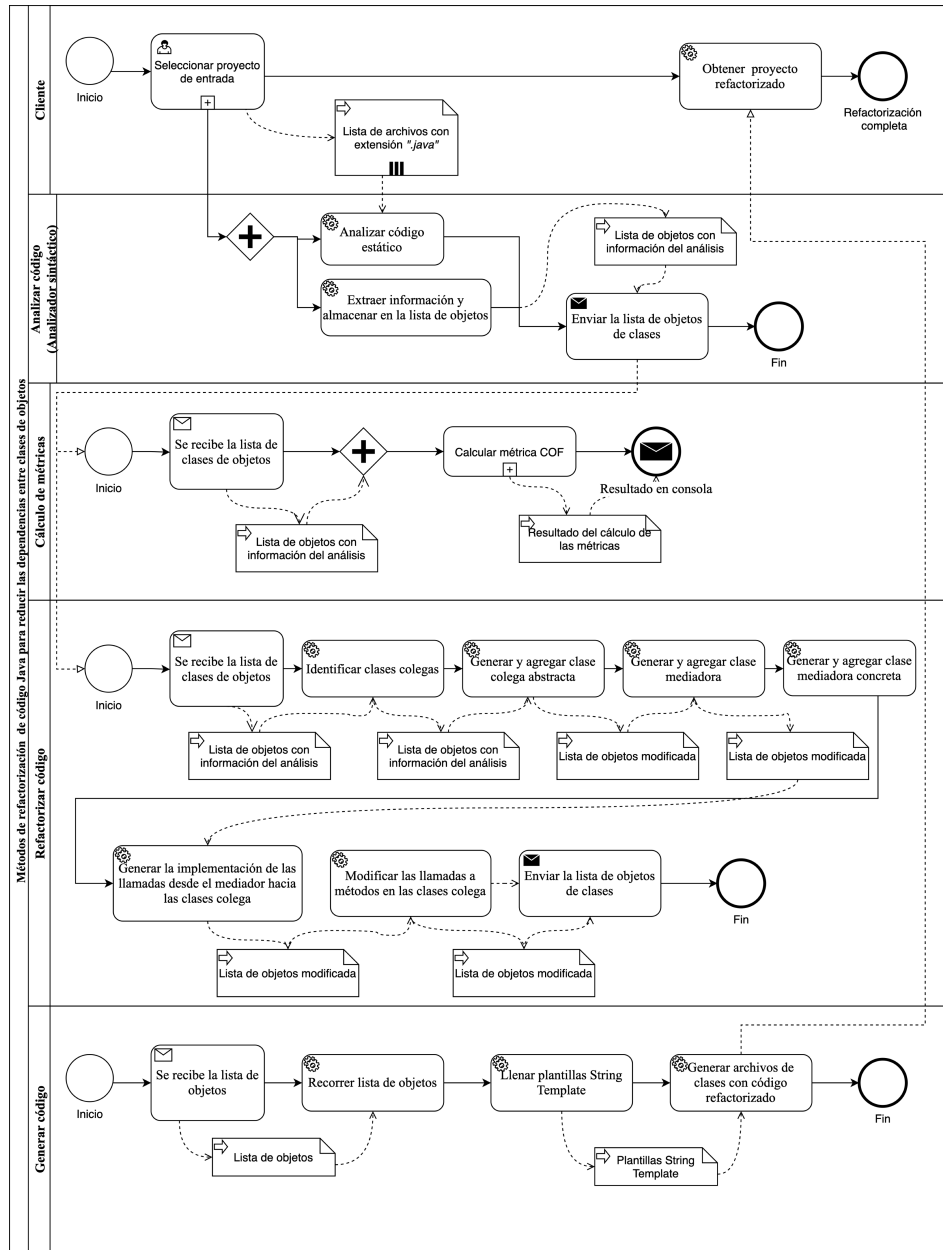 Métodos de refactorización de código Java para reducir las dependencias entre clases de objetos
Cliente
Inicio
Seleccionar proyecto
de entrada
Lista de archivos con
extensión ".java"
Obtener proyecto
refactorizado
Refactorización
completa
Analizar código
(Analizador sintáctico)
Analizar código
estático
Extraer información y
almacenar en la lista de objetos
Lista de objetos con
información del análisis
Enviar la lista de objetos
de clases
Fin
Cálculo de métricas
Inicio
Se recibe la lista de
clases de objetos
Lista de objetos con
información del análisis
Calcular métrica COF
Resultado del cálculo de
las métricas
Resultado en consola
Refactorizar código
Inicio
Se recibe la lista de
clases de objetos
Identificar clases colegas
Generar y agregar clase
colega abstracta
Generar y agregar clase
mediadora
Generar y agregar clase
mediadora concreta
Lista de objetos con
información del análisis
Lista de objetos con
información del análisis
Lista de objetos modificada
Lista de objetos modificada
Generar la implementación de las
llamadas desde el mediador hacia
las clases colega
Modificar las llamadas a
métodos en las clases colega
Enviar la lista de objetos
de clases
Fin
Lista de objetos modificada
Lista de objetos modificada
Generar código
Inicio
Se recibe la lista de
objetos
Recorrer lista de objetos
Llenar plantillas String
Template
Generar archivos de
clases con código
refactorizado
Fin
Lista de objetos
Plantillas String
Template